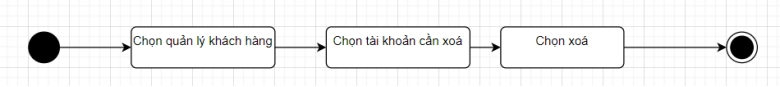 Chọn quản lý khách hàng
Chọn tài khoản cần xoá
Chọn xoá